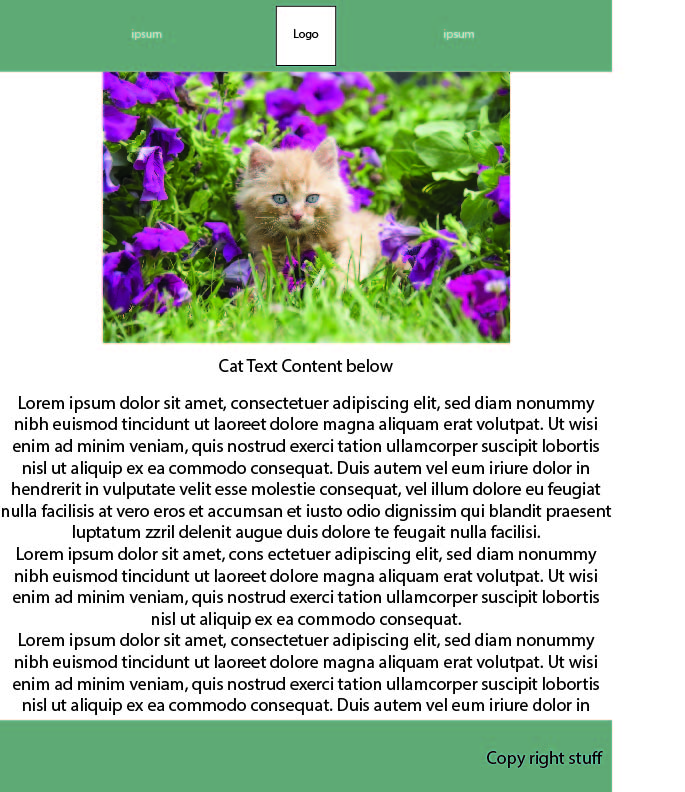 ipsum
Logo
ipsum
Cat Text Content below
Lorem ipsum dolor sit amet, consectetuer adipiscing elit, sed diam nonummy
nibh euismod tincidunt ut laoreet dolore magna aliquam erat volutpat. Ut wisi
enim ad minim veniam, quis nostrud exerci tation ullamcorper suscipit lobortis
nisl ut aliquip ex ea commodo consequat. Duis autem vel eum iriure dolor in
hendrerit in vulputate velit esse molestie consequat, vel illum dolore eu feugiat
nulla facilisis at vero eros et accumsan et iusto odio dignissim qui blandit praesent
luptatum zzril delenit augue duis dolore te feugait nulla facilisi.
Lorem ipsum dolor sit amet, cons ectetuer adipiscing elit, sed diam nonummy
nibh euismod tincidunt ut laoreet dolore magna aliquam erat volutpat. Ut wisi
enim ad minim veniam, quis nostrud exerci tation ullamcorper suscipit lobortis
nisl ut aliquip ex ea commodo consequat.
Lorem ipsum dolor sit amet, consectetuer adipiscing elit, sed diam nonummy
nibh euismod tincidunt ut laoreet dolore magna aliquam erat volutpat. Ut wisi
enim ad minim veniam, quis nostrud exerci tation ullamcorper suscipit lobortis
nisl ut aliquip ex ea commodo consequat. Duis autem vel eum iriure dolor in
Copy right stuff